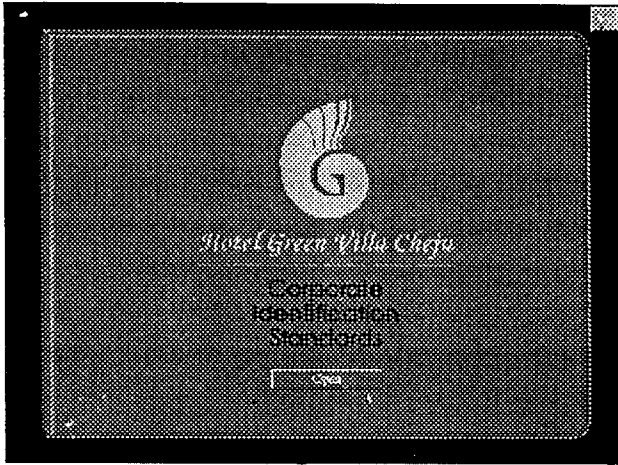 G
Hotel Green Villa Cheju
Corporate
Identification
Standards
Open